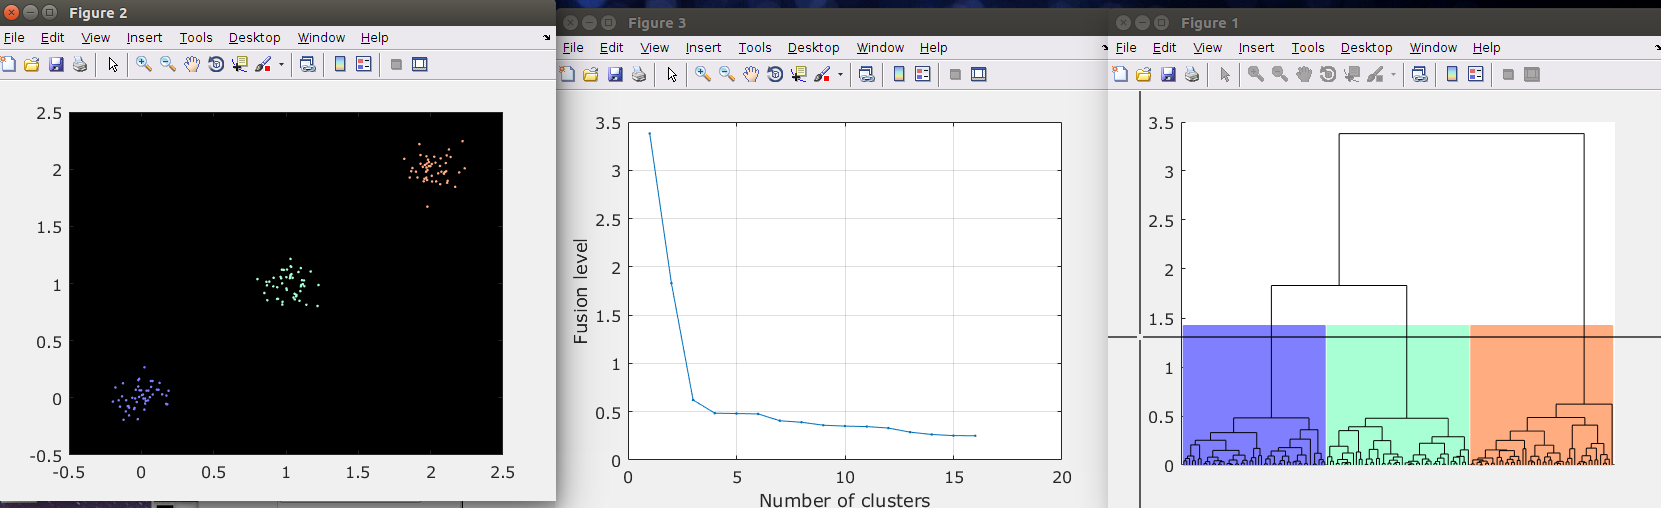 Figure 2
File Edit View Insert Tools Desktop Window Help
2.5
2
1.5
1
0.5
0
-0.5
-0.5 0 0.5 1 1.5 2 2.5
Figure 3
File Edit View Insert Tools Desktop Window Help
3.5
3
2.5
2
1.5
1
0.5
0
Fusion level
0 5 10 15 20
Number of clusters
Figure 1
File Edit View Insert Tools Desktop Window Help
3.5
3
2.5
2
1.5
1
0.5
0